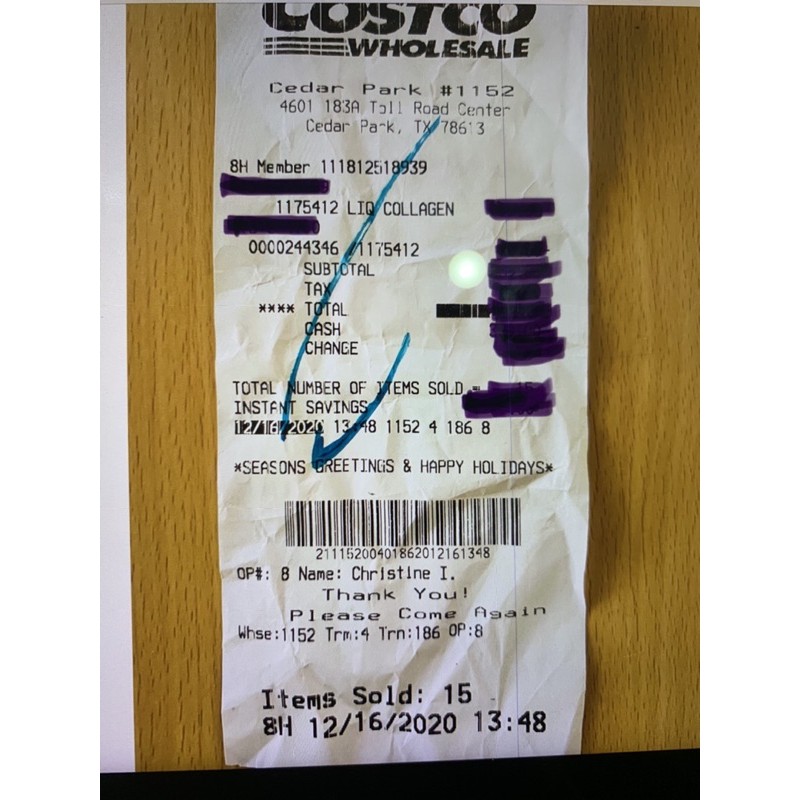 COSTCO
WHOLESALE
Cedar Park #1152
4601 183A Toll Road Center
Cedar Park, TX 78613
8H Member 111812518939
1175412 LIQ COLLAGEN
0000244346 /1175412
SUBTOTAL
TAX
**** TOTAL
CASH
CHANGE
TOTAL NUMBER OF ITEMS SOLD =
INSTANT SAVINGS
12/16/2020 13:48 1152 4 186 8
*SEASONS GREETINGS & HAPPY HOLIDAYS*
21115200401862012161348
OP#: 8 Name: Christine I.
Thank You!
Please Come Again
Whse:1152 Trm:4 Trn:186 OP:8
Items Sold: 15
8H 12/16/2020 13:48